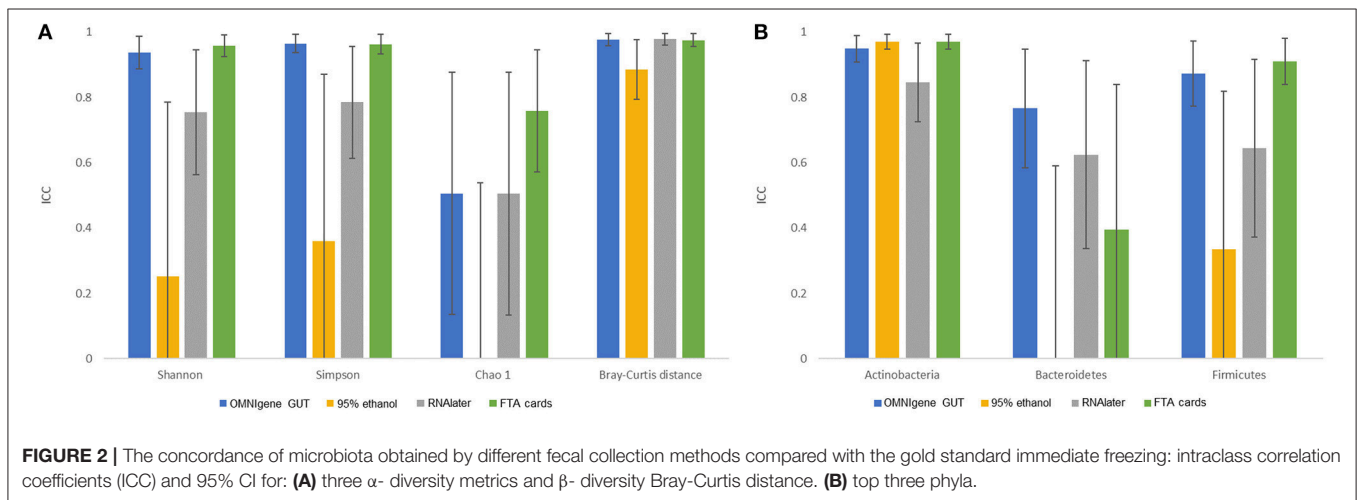 A
1
0.8
0.6
0.4
0.2
0
ICC
Shannon
Simpson
Chao 1
Bray-Curtis distance
OMNIgene GUT
95% ethanol
RNAlater
FTA cards
B
1
0.8
0.6
0.4
0.2
0
ICC
Actinobacteria
Bacteroidetes
Firmicutes
OMNIgene GUT
95% ethanol
RNAlater
FTA cards
FIGURE 2 | The concordance of microbiota obtained by different fecal collection methods compared with the gold standard immediate freezing: intraclass correlation
coefficients (ICC) and 95% CI for: (A) three α- diversity metrics and β- diversity Bray-Curtis distance. (B) top three phyla.